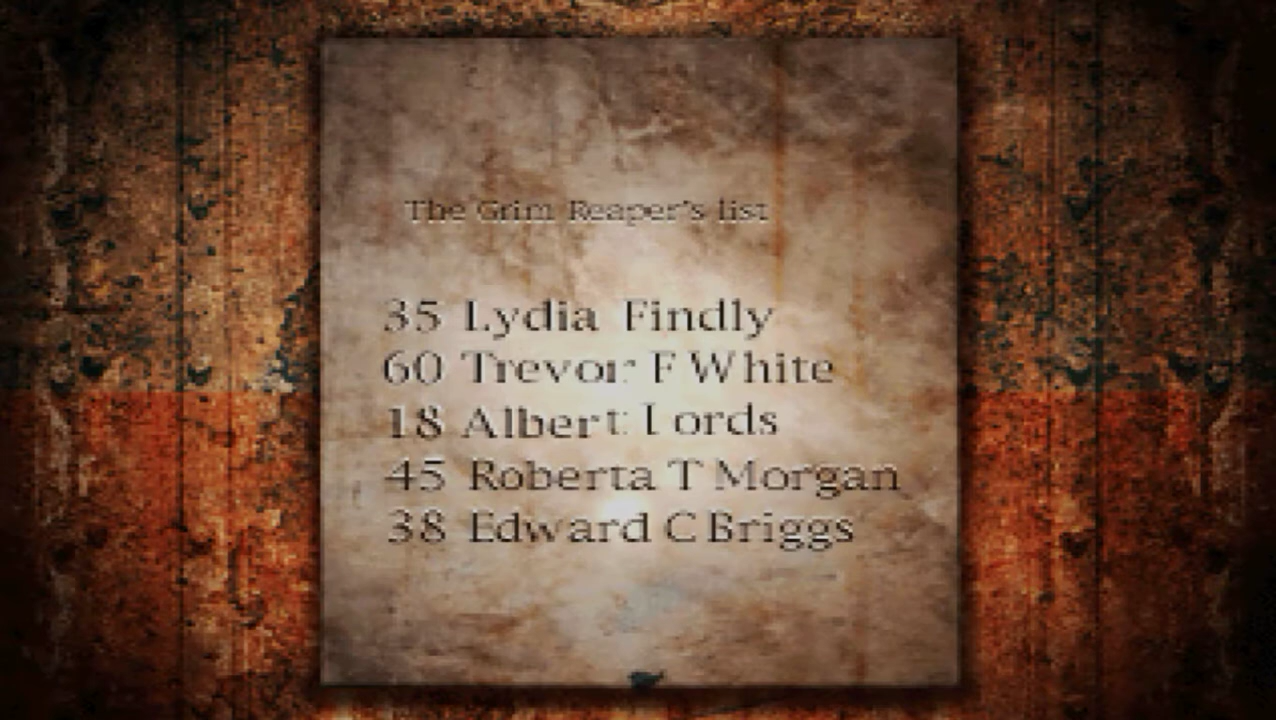 The Grim Reaper's list
35 Lydia Findly
60 Trevor F White
18 Albert Lords
45 Roberta T Morgan
38 Edward C Briggs